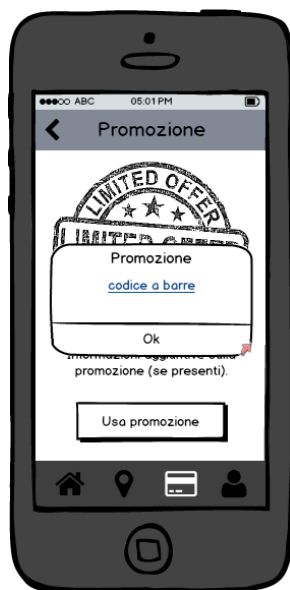 ABC 05:01 PM
Promozione
LIMITED OFFER
LIMITED OFFER
Promozione
codice a barre
Ok
promozione (se presenti).
Usa promozione